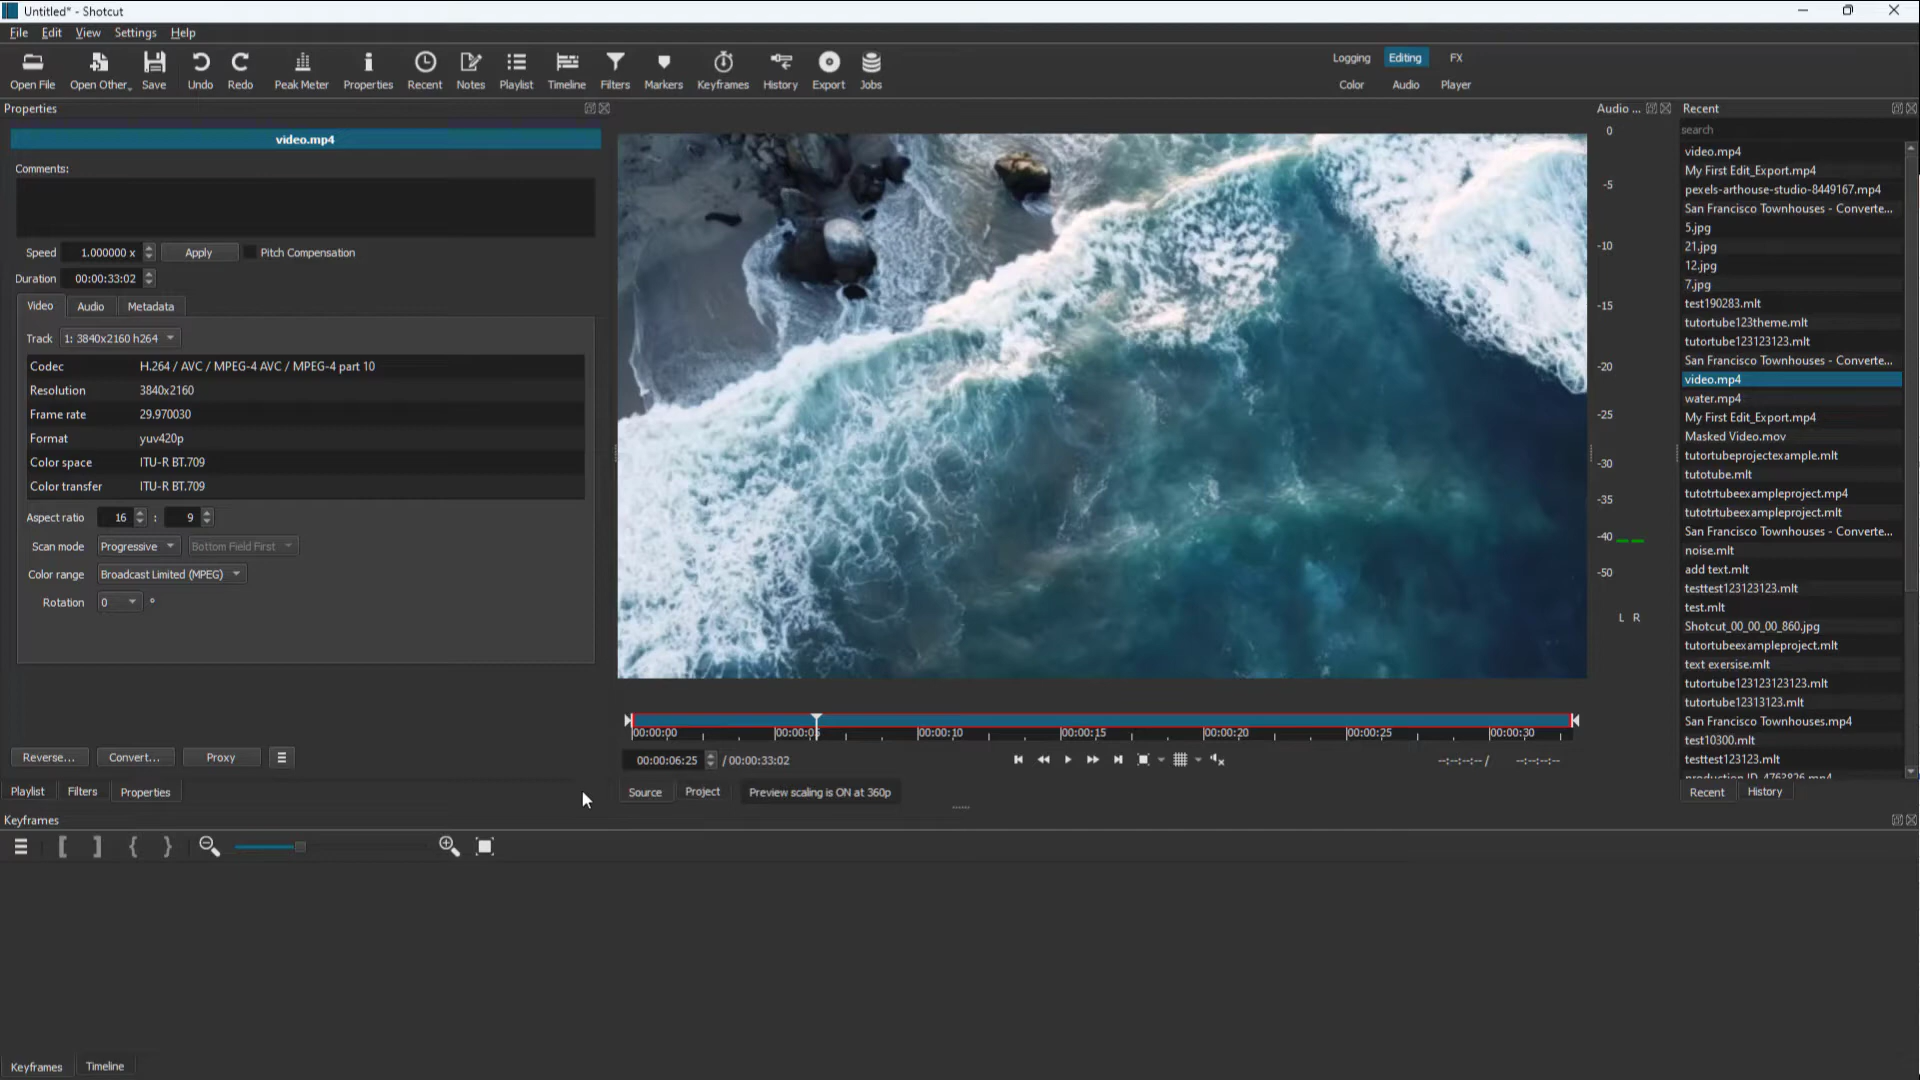 Untitled* - Shotcut
File Edit View Settings Help
Open File Open Other... Save Undo Redo Peak Meter Properties Recent Notes Playlist Timeline Filters Markers Keyframes History Export Jobs
Logging Editing FX
Color Audio Player
Properties
video.mp4
Comments:
Speed 1.000000 x Apply Pitch Compensation
Duration 00:00:33:02
Video Audio Metadata
Track 1: 3840x2160 h264
Codec H.264 / AVC / MPEG-4 AVC / MPEG-4 part 10
Resolution 3840x2160
Frame rate 29.970030
Format yuv420p
Color space ITU-R BT.709
Color transfer ITU-R BT.709
Aspect ratio 16 : 9
Scan mode Progressive Bottom Field First
Color range Broadcast Limited (MPEG)
Rotation 0 °
Reverse... Convert... Proxy
Playlist Filters Properties
00:00:00 00:00:05 00:00:10 00:00:15 00:00:20 00:00:25 00:00:30
00:00:06:25 / 00:00:33:02 --:--:--:-- / --:--:--:--
Source Project Preview scaling is ON at 360p
Audio ...
0
-5
-10
-15
-20
-25
-30
-35
-40
-50
L R
Recent
search
video.mp4
My First Edit_Export.mp4
pexels-arthouse-studio-8449167.mp4
San Francisco Townhouses - Converte...
5.jpg
21.jpg
12.jpg
7.jpg
test190283.mlt
tutortube123theme.mlt
tutortube123123123.mlt
San Francisco Townhouses - Converte...
video.mp4
water.mp4
My First Edit_Export.mp4
Masked Video.mov
tutortubeprojectexample.mlt
tutotube.mlt
tutotrtubeexampleproject.mp4
tutotrtubeexampleproject.mlt
San Francisco Townhouses - Converte...
noise.mlt
add text.mlt
testtest123123123.mlt
test.mlt
Shotcut_00_00_00_860.jpg
tutortubeexampleproject.mlt
text exersise.mlt
tutortube123123123123.mlt
tutortube12313123.mlt
San Francisco Townhouses.mp4
test10300.mlt
testtest123123.mlt
production ID_4763826.mp4
Recent History
Keyframes
Keyframes Timeline